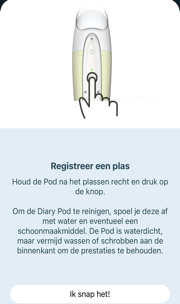 Registreer een plas
Houd de Pod na het plassen recht en druk op
de knop.
Om de Diary Pod te reinigen, spoel je deze af
met water en eventueel een
schoonmaakmiddel. De Pod is waterdicht,
maar vermijd wassen of schrobben aan de
binnenkant om de prestaties te behouden.
Ik snap het!